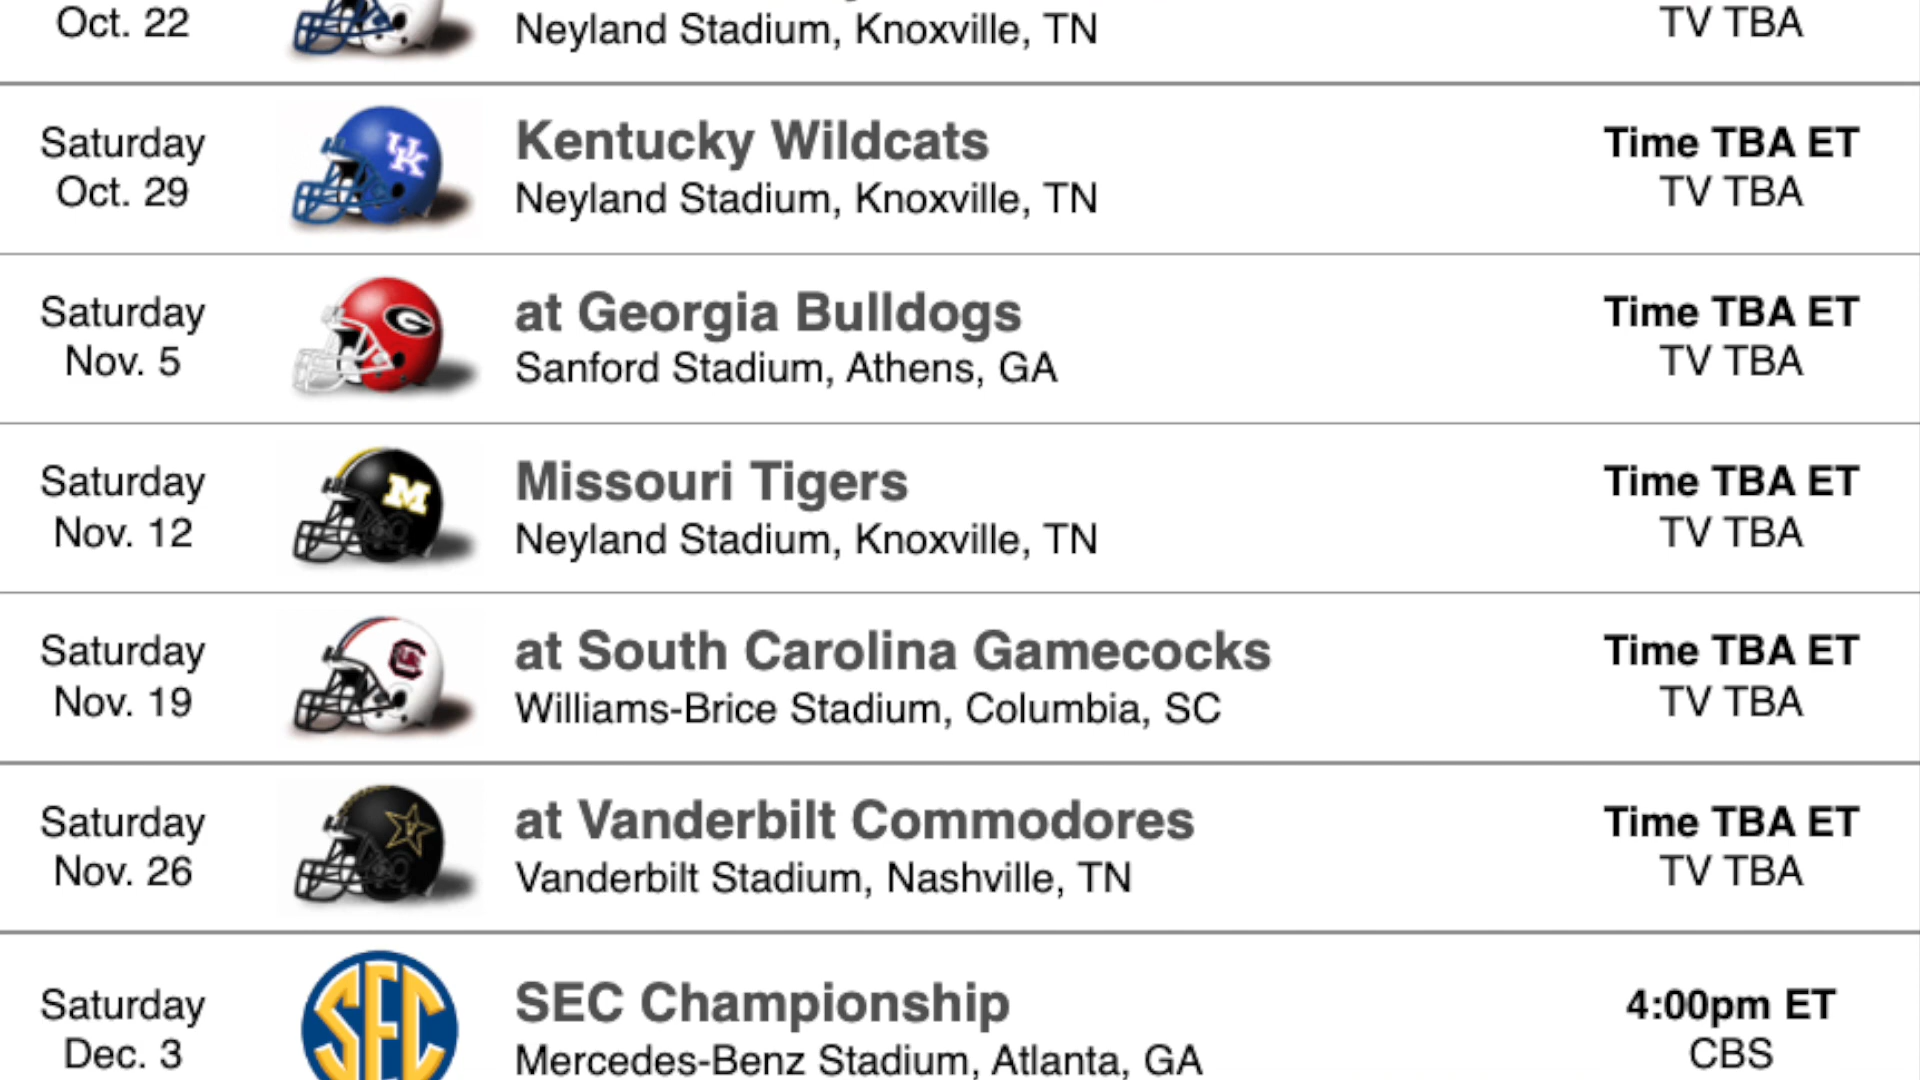 Oct. 22
Neyland Stadium, Knoxville, TN
TV TBA
Saturday
Oct. 29
UK
Kentucky Wildcats
Neyland Stadium, Knoxville, TN
Time TBA ET
TV TBA
Saturday
Nov. 5
G
at Georgia Bulldogs
Sanford Stadium, Athens, GA
Time TBA ET
TV TBA
Saturday
Nov. 12
M
Missouri Tigers
Neyland Stadium, Knoxville, TN
Time TBA ET
TV TBA
Saturday
Nov. 19
C
at South Carolina Gamecocks
Williams-Brice Stadium, Columbia, SC
Time TBA ET
TV TBA
Saturday
Nov. 26
V
at Vanderbilt Commodores
Vanderbilt Stadium, Nashville, TN
Time TBA ET
TV TBA
Saturday
Dec. 3
SEC
SEC Championship
Mercedes-Benz Stadium, Atlanta, GA
4:00pm ET
CBS